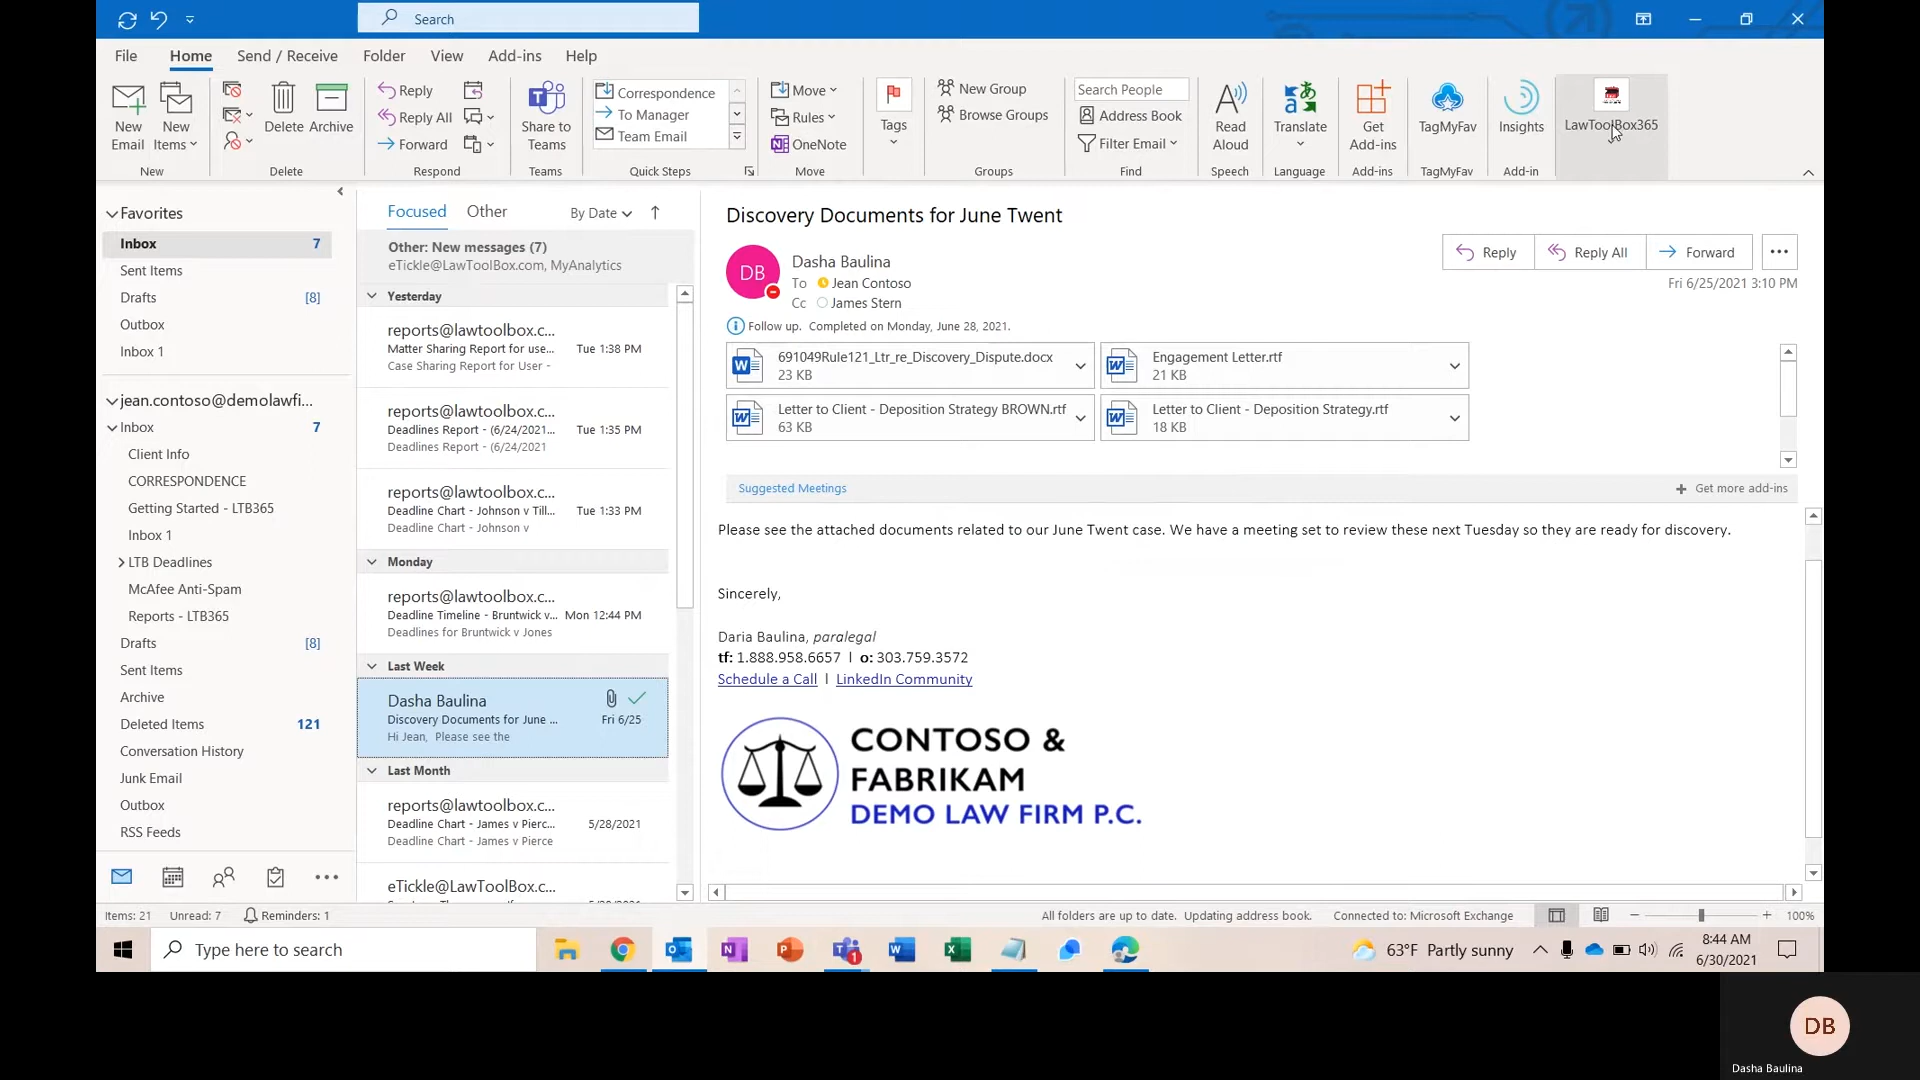 Search
File Home Send / Receive Folder View Add-ins Help
New Email
New Items
New
Delete
Archive
Delete
Reply
Reply All
Forward
Respond
Share to Teams
Teams
Correspondence
To Manager
Team Email
Quick Steps
Move
Rules
OneNote
Move
Tags
New Group
Browse Groups
Groups
Search People
Address Book
Filter Email
Find
Read Aloud
Speech
Translate
Language
Get Add-ins
Add-ins
TagMyFav
TagMyFav
Insights
Add-in
LawToolBox365
Favorites
Inbox 7
Sent Items
Drafts [8]
Outbox
Inbox 1
jean.contoso@demolawfi...
Inbox 7
Client Info
CORRESPONDENCE
Getting Started - LTB365
Inbox 1
LTB Deadlines
McAfee Anti-Spam
Reports - LTB365
Drafts [8]
Sent Items
Archive
Deleted Items 121
Conversation History
Junk Email
Outbox
RSS Feeds
Focused Other By Date
Other: New messages (7)
eTickle@LawToolBox.com, MyAnalytics
Yesterday
reports@lawtoolbox.c...
Matter Sharing Report for use... Tue 1:38 PM
Case Sharing Report for User -
reports@lawtoolbox.c...
Deadlines Report - (6/24/2021... Tue 1:35 PM
Deadlines Report - (6/24/2021
reports@lawtoolbox.c...
Deadline Chart - Johnson v Till... Tue 1:33 PM
Deadline Chart - Johnson v
Monday
reports@lawtoolbox.c...
Deadline Timeline - Bruntwick v... Mon 12:44 PM
Deadlines for Bruntwick v Jones
Last Week
Dasha Baulina
Discovery Documents for June ... Fri 6/25
Hi Jean, Please see the
Last Month
reports@lawtoolbox.c...
Deadline Chart - James v Pierc... 5/28/2021
Deadline Chart - James v Pierce
eTickle@LawToolBox.c...
Discovery Documents for June Twent
DB
Dasha Baulina
To Jean Contoso
Cc James Stern
Reply Reply All Forward
Fri 6/25/2021 3:10 PM
Follow up. Completed on Monday, June 28, 2021.
691049Rule121_Ltr_re_Discovery_Dispute.docx
23 KB
Engagement Letter.rtf
21 KB
Letter to Client - Deposition Strategy BROWN.rtf
63 KB
Letter to Client - Deposition Strategy.rtf
18 KB
Suggested Meetings + Get more add-ins
Please see the attached documents related to our June Twent case. We have a meeting set to review these next Tuesday so they are ready for discovery.
Sincerely,
Daria Baulina, paralegal
tf: 1.888.958.6657 | o: 303.759.3572
Schedule a Call | LinkedIn Community
CONTOSO &
FABRIKAM
DEMO LAW FIRM P.C.
Items: 21 Unread: 7 Reminders: 1
All folders are up to date. Updating address book. Connected to: Microsoft Exchange 100%
Type here to search
63°F Partly sunny
8:44 AM
6/30/2021
DB
Dasha Baulina